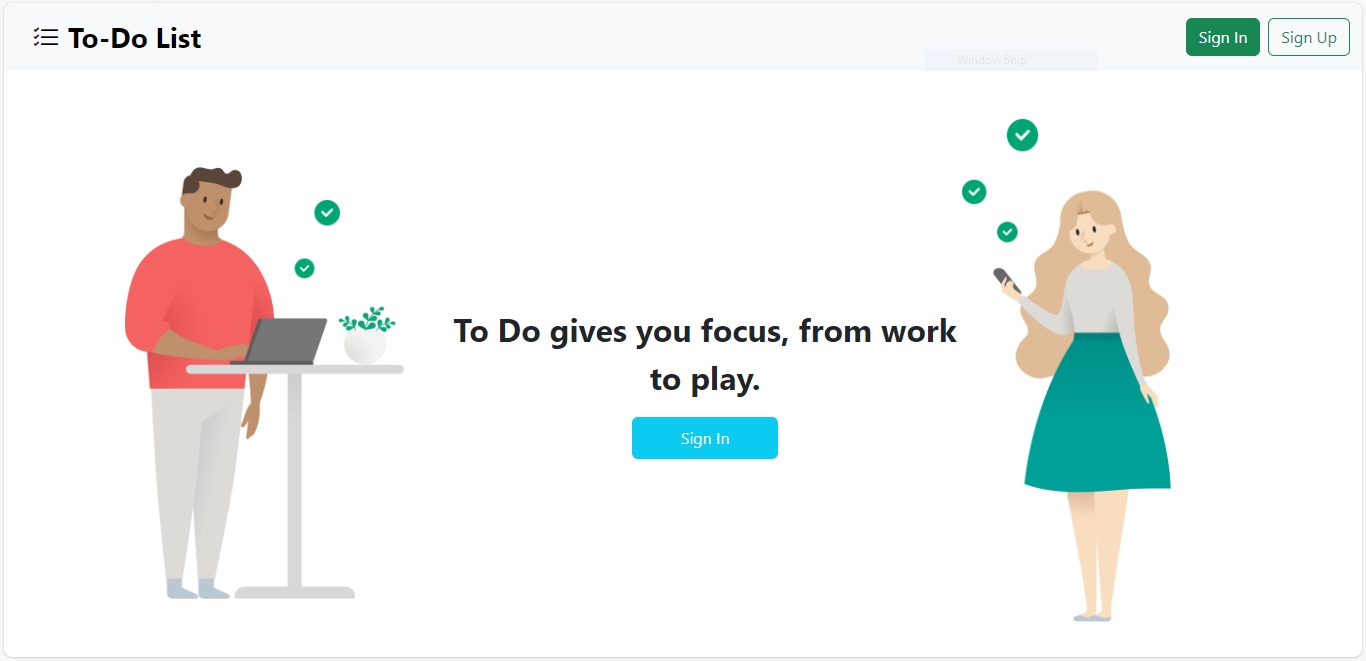 To-Do List
Sign In
Sign Up
Window Snip
To Do gives you focus, from work
to play.
Sign In